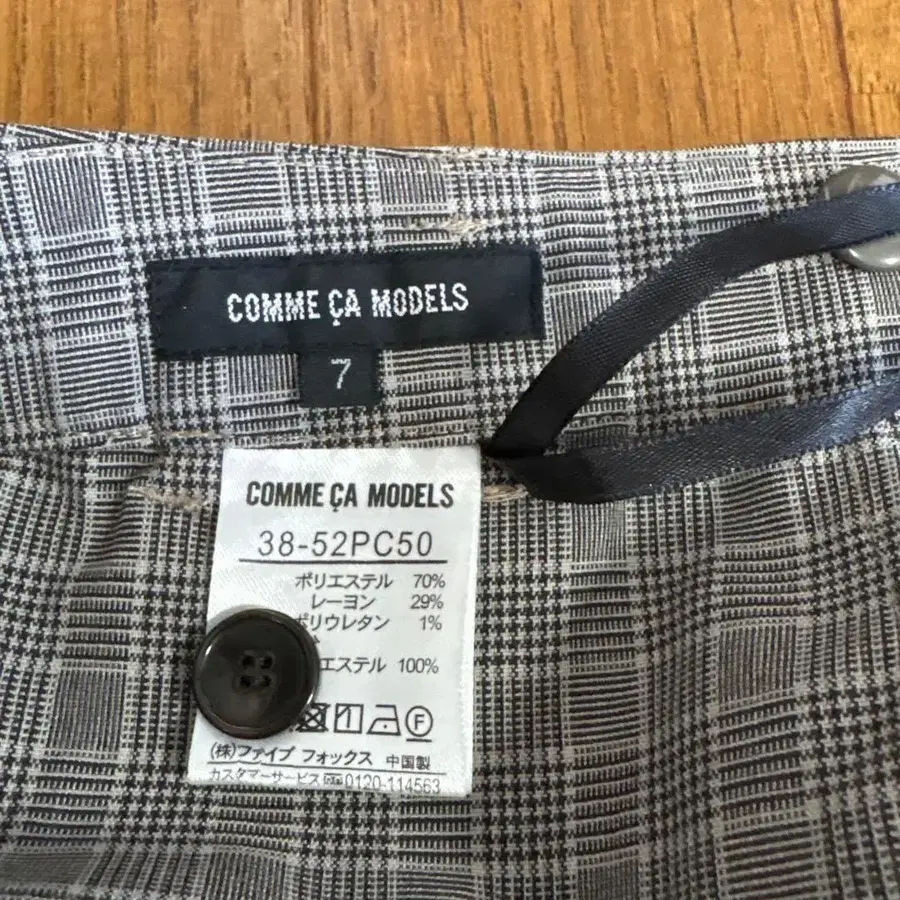 COMME ÇA MODELS
7
COMME ÇA MODELS
38-52PC50
ポリエステル 70%
レーヨン 29%
ポリウレタン 1%
エステル 100%
F
(株)ファイブ フォックス 中国製
カスタマーサービス 0120-114563